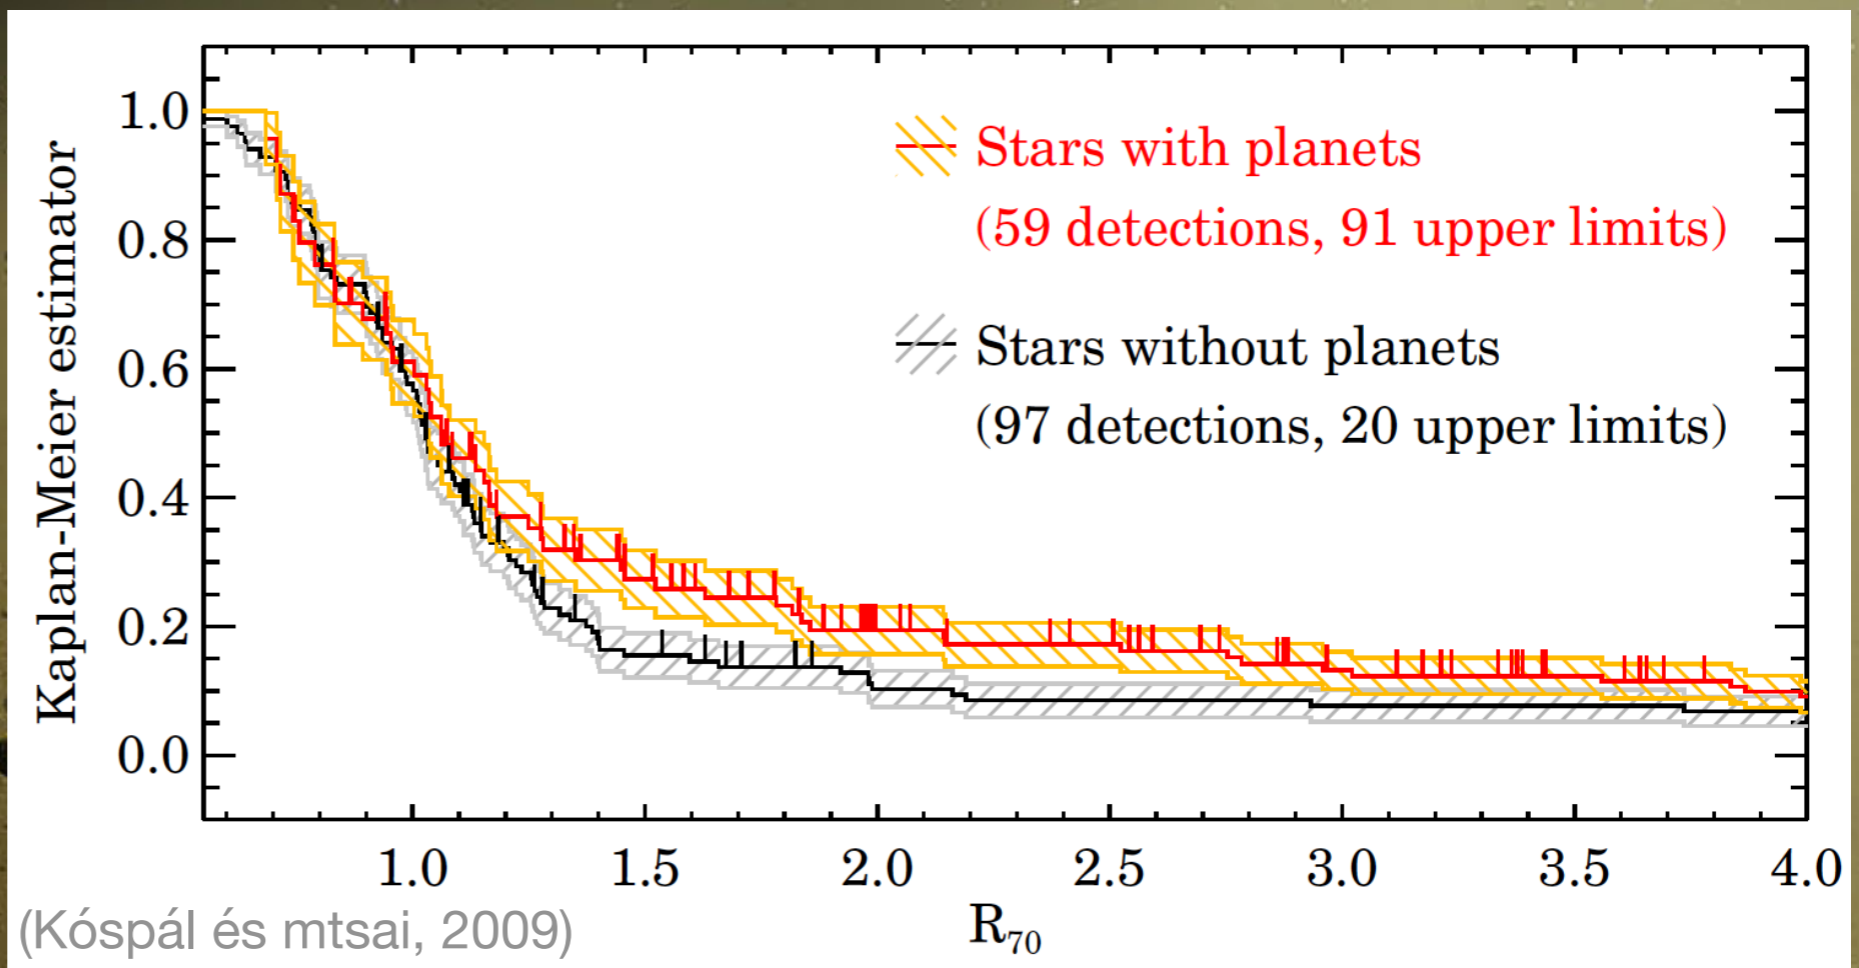 Kaplan-Meier estimator
1.0
0.8
0.6
0.4
0.2
0.0
Stars with planets
(59 detections, 91 upper limits)
Stars without planets
(97 detections, 20 upper limits)
1.0 1.5 2.0 2.5 3.0 3.5 4.0
R₇₀
(Kóspál és mtsai, 2009)